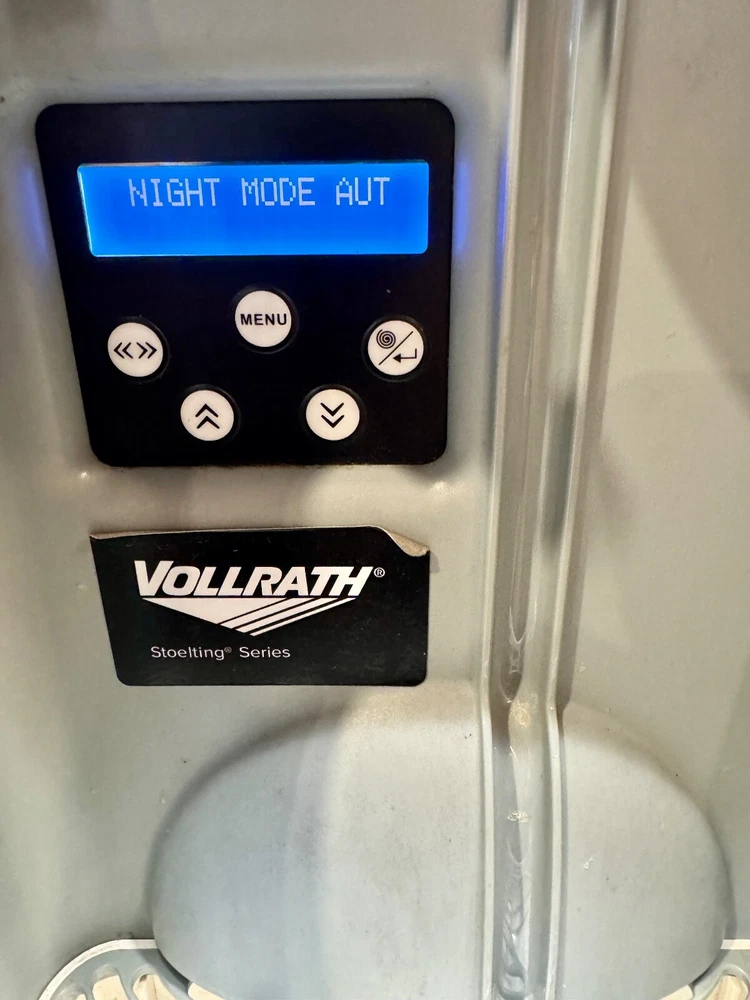 NIGHT MODE AUT
MENU
VOLLRATH®
Stoelting® Series